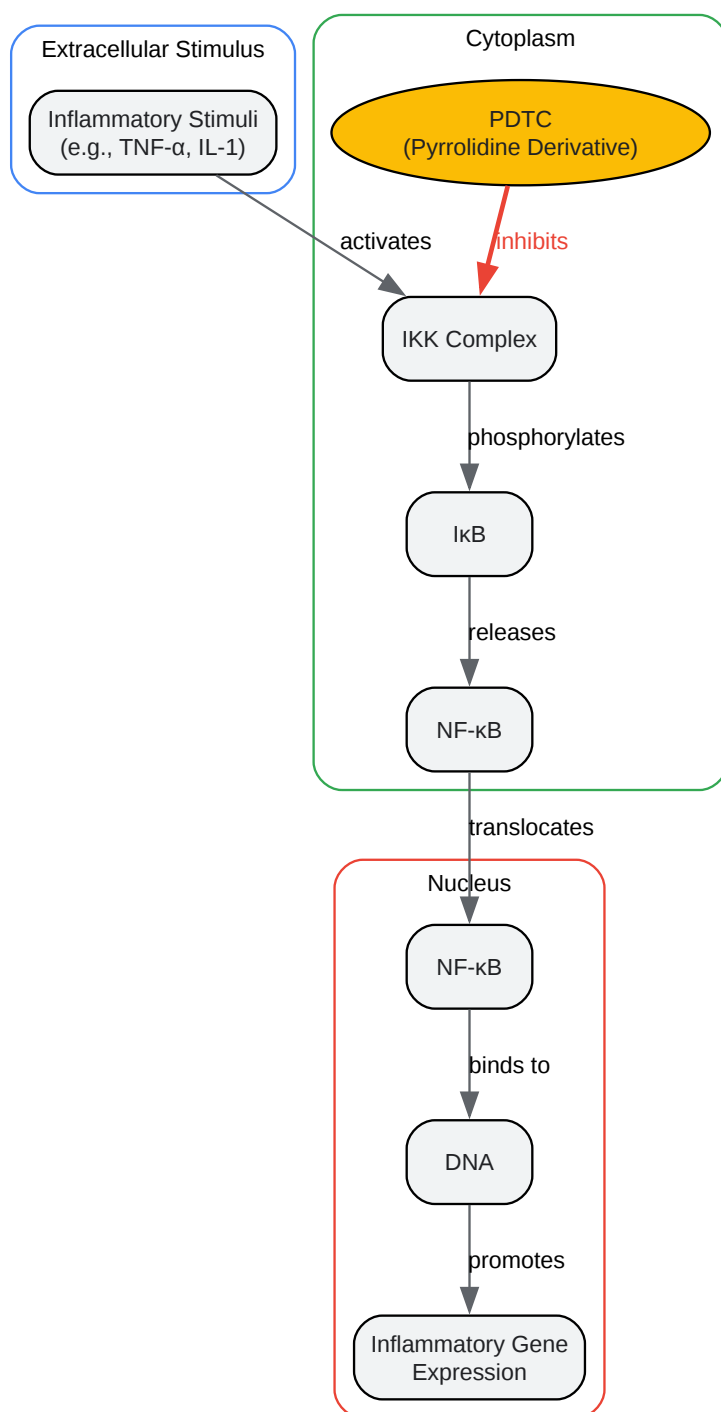 Extracellular Stimulus
Inflammatory Stimuli
(e.g., TNF-α, IL-1)
Cytoplasm
PDTC
(Pyrrolidine Derivative)
activates
inhibits
IKK Complex
phosphorylates
IκB
releases
NF-κB
translocates
Nucleus
NF-κB
binds to
DNA
promotes
Inflammatory Gene
Expression